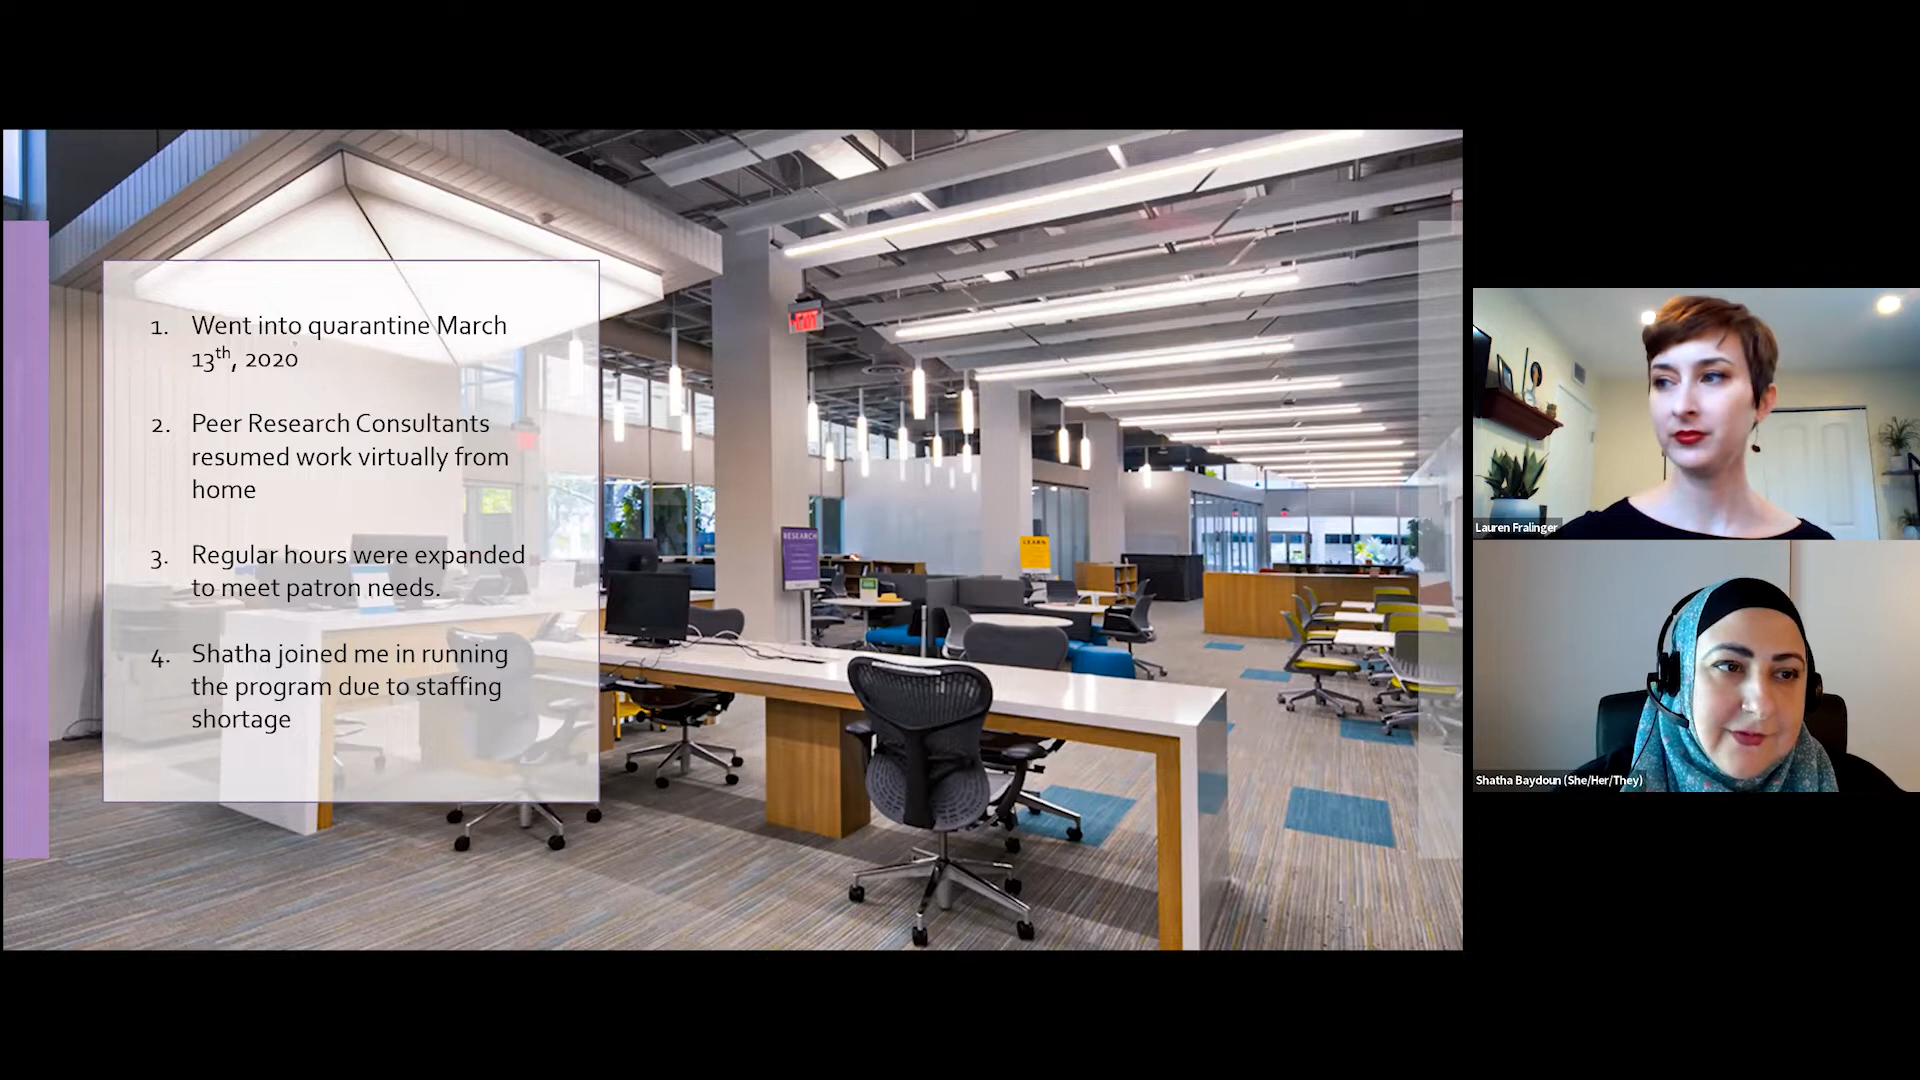 1. Went into quarantine March
13th, 2020
2. Peer Research Consultants
resumed work virtually from
home
3. Regular hours were expanded
to meet patron needs.
4. Shatha joined me in running
the program due to staffing
shortage
EXIT
RESEARCH
LEARN
Lauren Fralinger
Shatha Baydoun (She/Her/They)